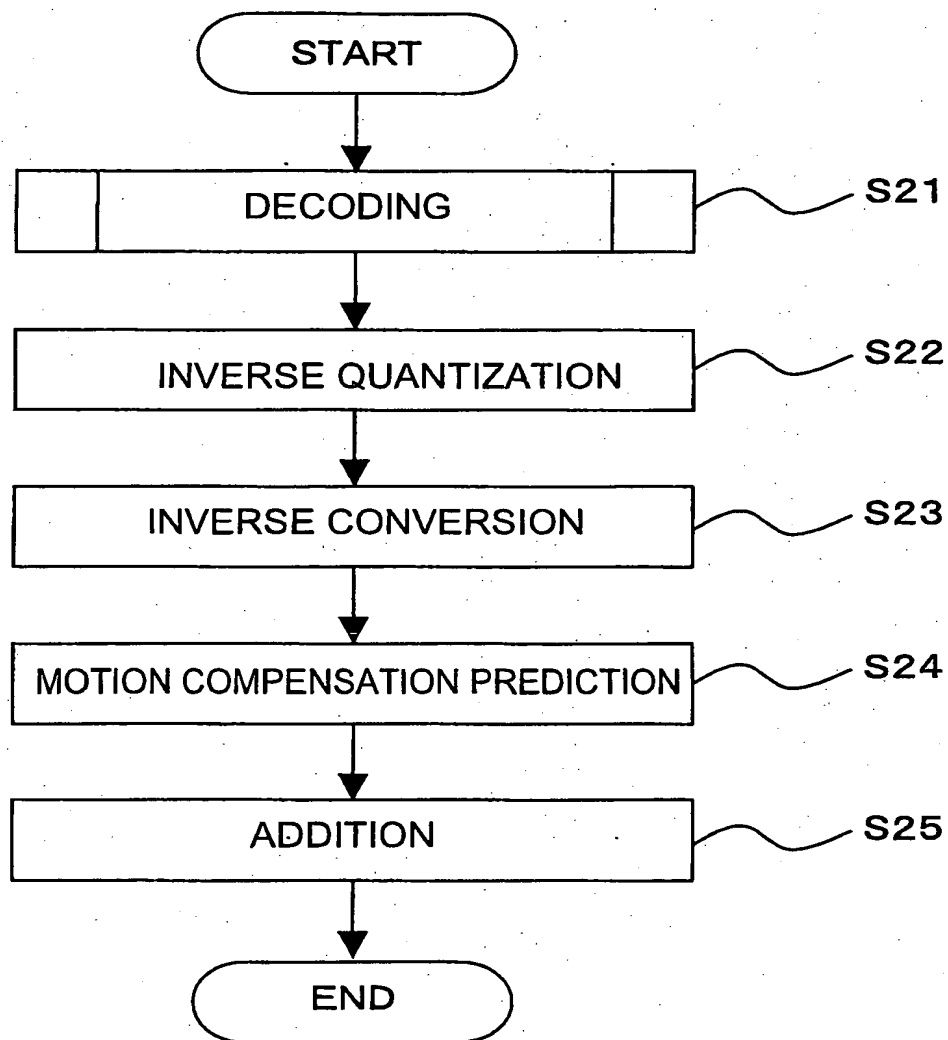 START
DECODING
S21
INVERSE QUANTIZATION
S22
INVERSE CONVERSION
S23
MOTION COMPENSATION PREDICTION
S24
ADDITION
S25
END